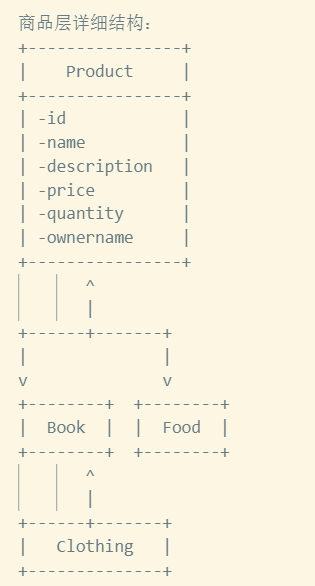 商品层详细结构：
+----------------+
|    Product     |
+----------------+
| -id            |
| -name          |
| -description   |
| -price         |
| -quantity      |
| -ownername     |
+----------------+
       ^
       |
+------+-------+
|              |
v              v
+--------+  +--------+
|  Book  |  |  Food  |
+--------+  +--------+
       ^
       |
+------+-------+
|   Clothing   |
+--------------+